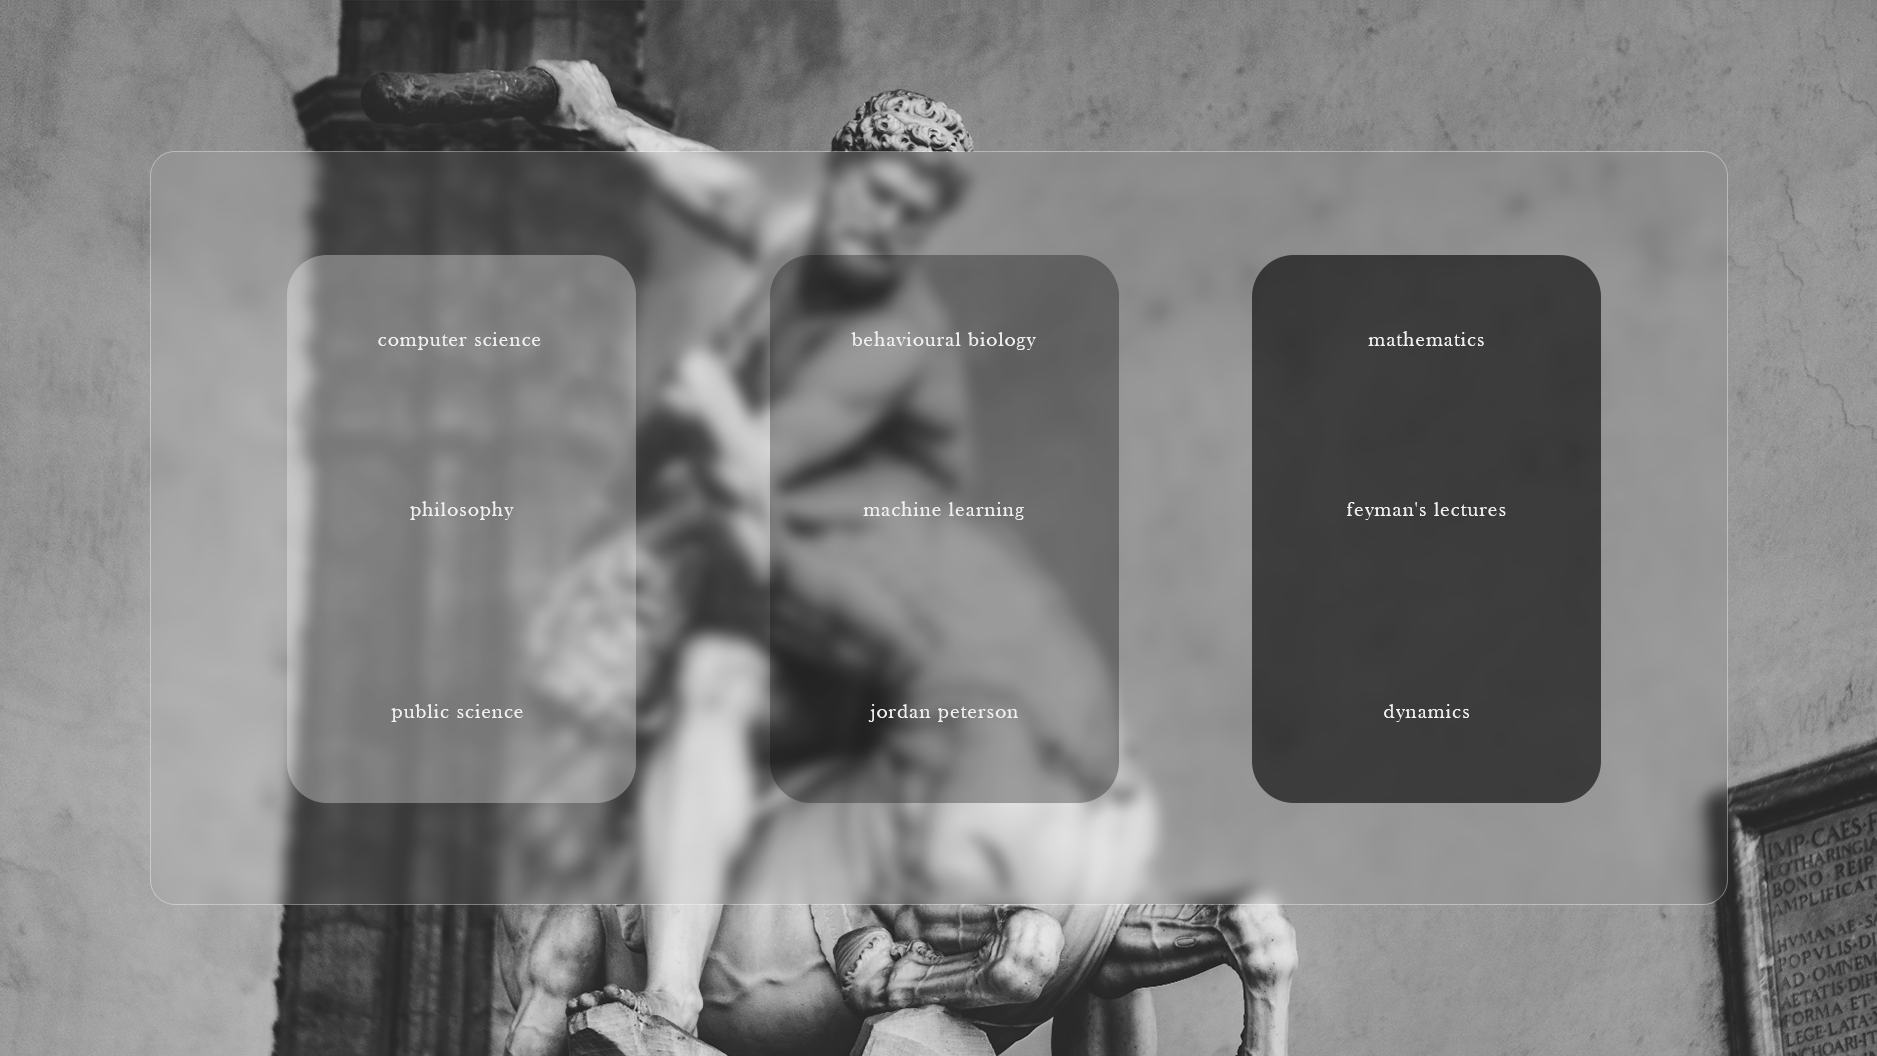 computer science
philosophy
public science
behavioural biology
machine learning
jordan peterson
mathematics
feyman's lectures
dynamics
IMP·CAES·F
LOTHARINGIA
BONO REIP
AMPLIFICAT
HVMANAE·SA
POPVLIS·DI
AD·OMNEM
AETATIS·DIF
FORMA·ET·
LEGE·LATA·